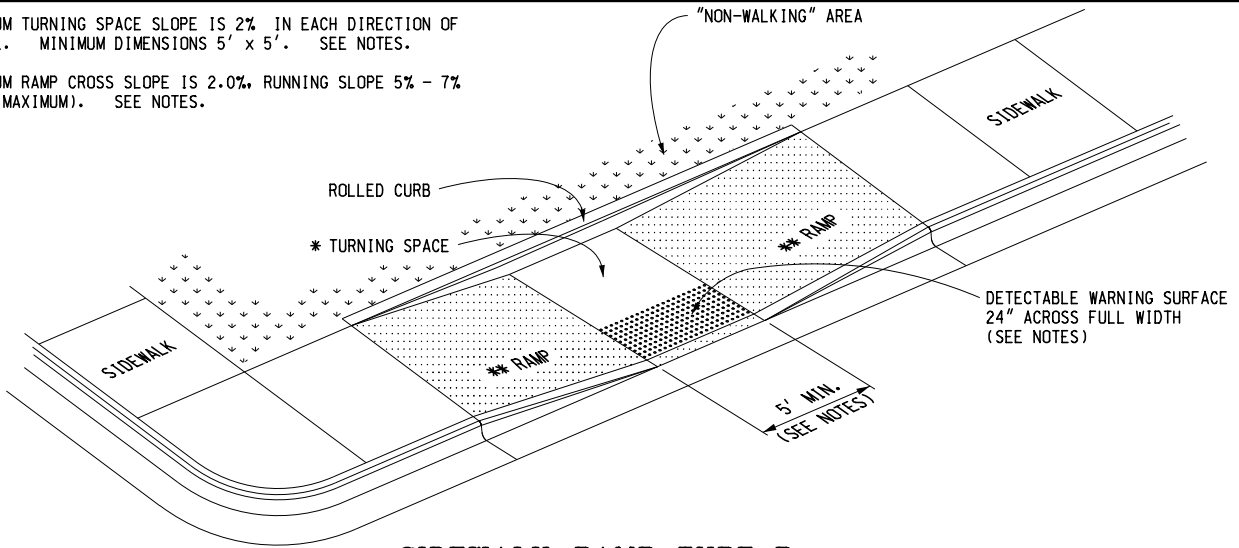 UM TURNING SPACE SLOPE IS 2% IN EACH DIRECTION OF
. MINIMUM DIMENSIONS 5' x 5'. SEE NOTES.
UM RAMP CROSS SLOPE IS 2.0%, RUNNING SLOPE 5% - 7%
MAXIMUM). SEE NOTES.
"NON-WALKING" AREA
SIDEWALK
ROLLED CURB
* TURNING SPACE
** RAMP
DETECTABLE WARNING SURFACE
24" ACROSS FULL WIDTH
(SEE NOTES)
SIDEWALK
** RAMP
5' MIN.
(SEE NOTES)